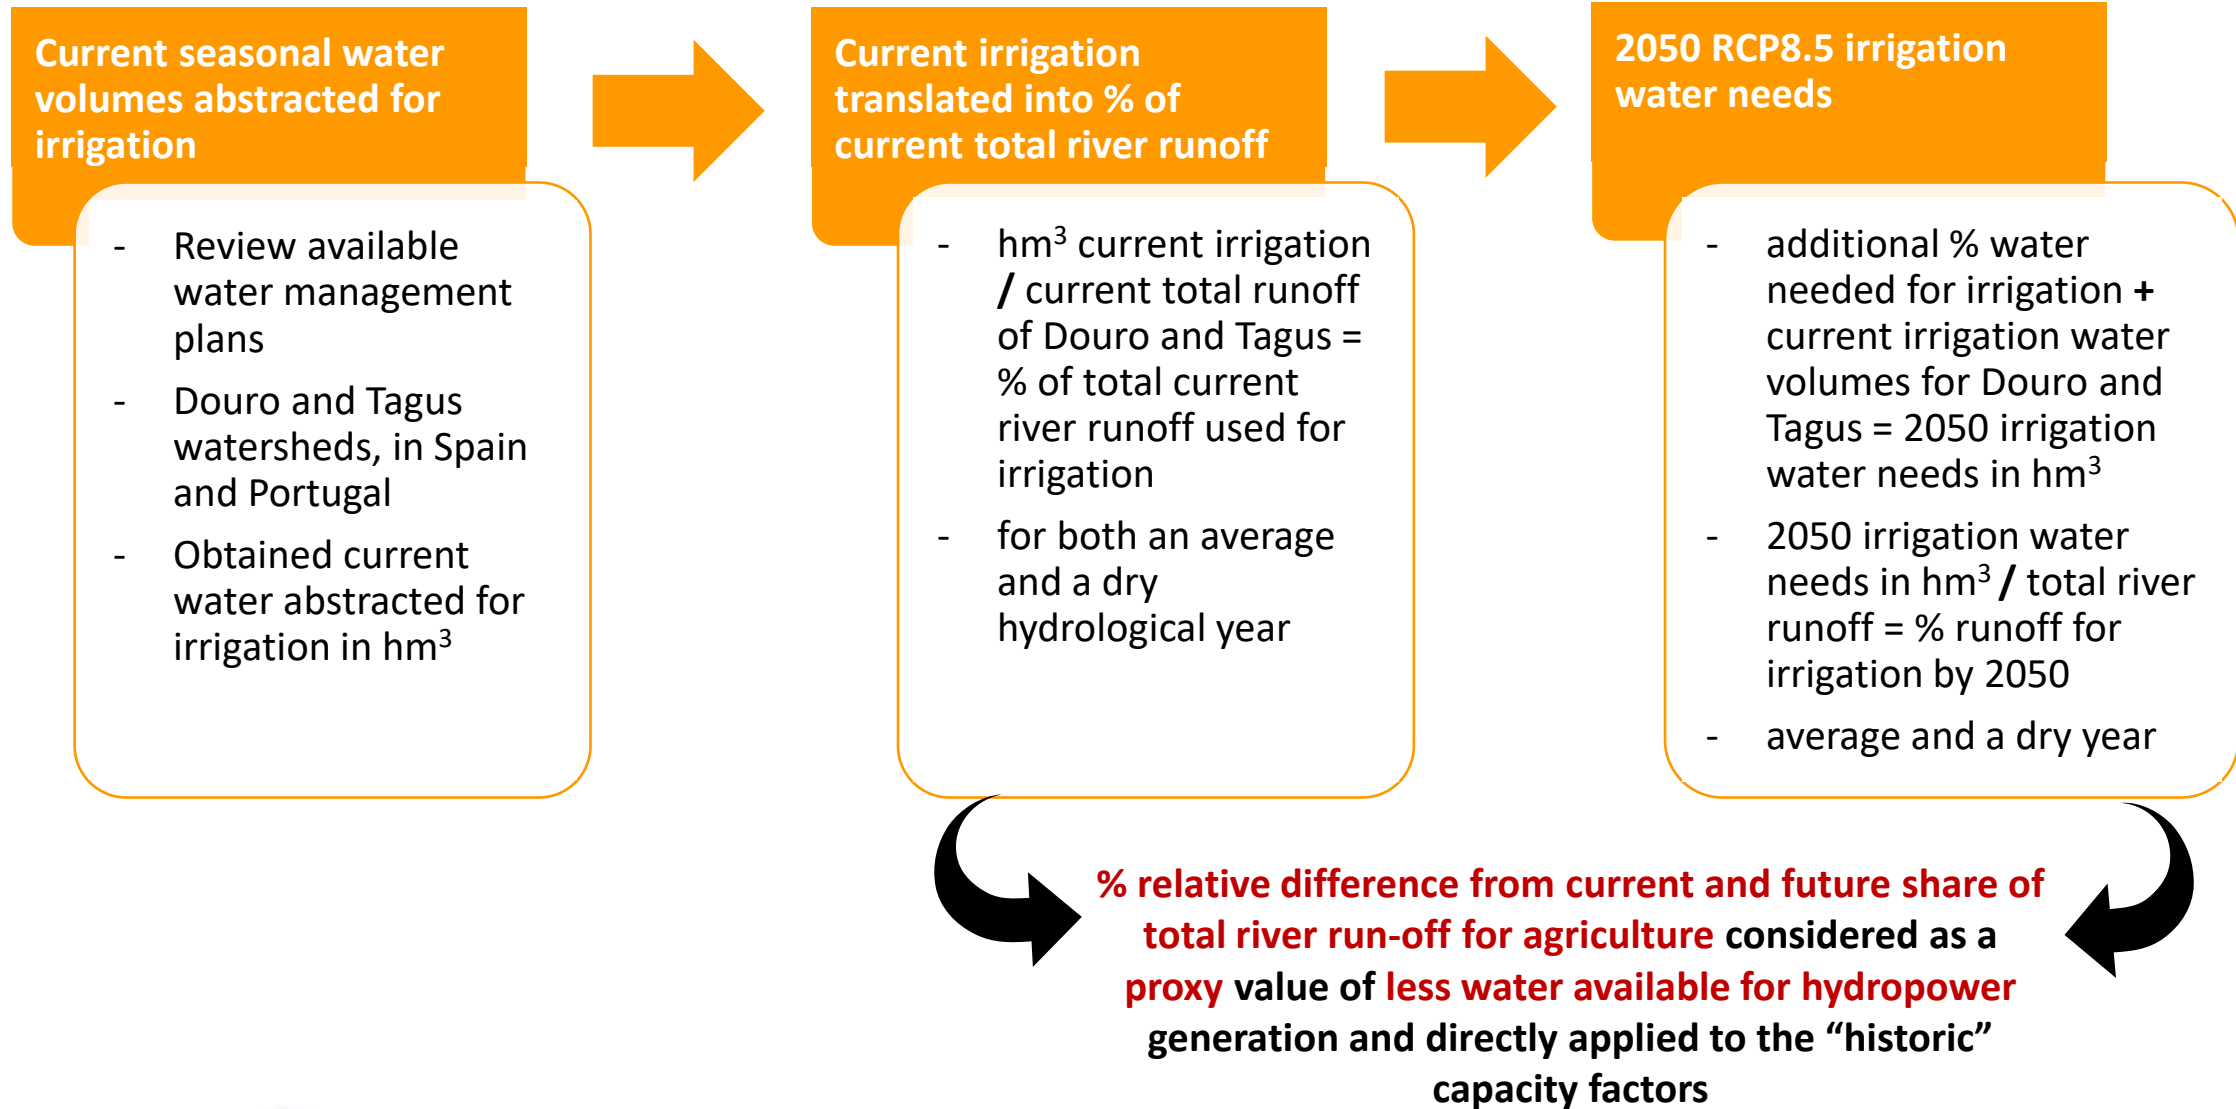 Current seasonal water
volumes abstracted for
irrigation
- Review available
water management
plans
- Douro and Tagus
watersheds, in Spain
and Portugal
- Obtained current
water abstracted for
irrigation in hm³
Current irrigation
translated into % of
current total river runoff
- hm³ current irrigation
/ current total runoff
of Douro and Tagus =
% of total current
river runoff used for
irrigation
- for both an average
and a dry
hydrological year
2050 RCP8.5 irrigation
water needs
- additional % water
needed for irrigation +
current irrigation water
volumes for Douro and
Tagus = 2050 irrigation
water needs in hm³
- 2050 irrigation water
needs in hm³ / total river
runoff = % runoff for
irrigation by 2050
- average and a dry year
% relative difference from current and future share of
total river run-off for agriculture considered as a
proxy value of less water available for hydropower
generation and directly applied to the “historic”
capacity factors